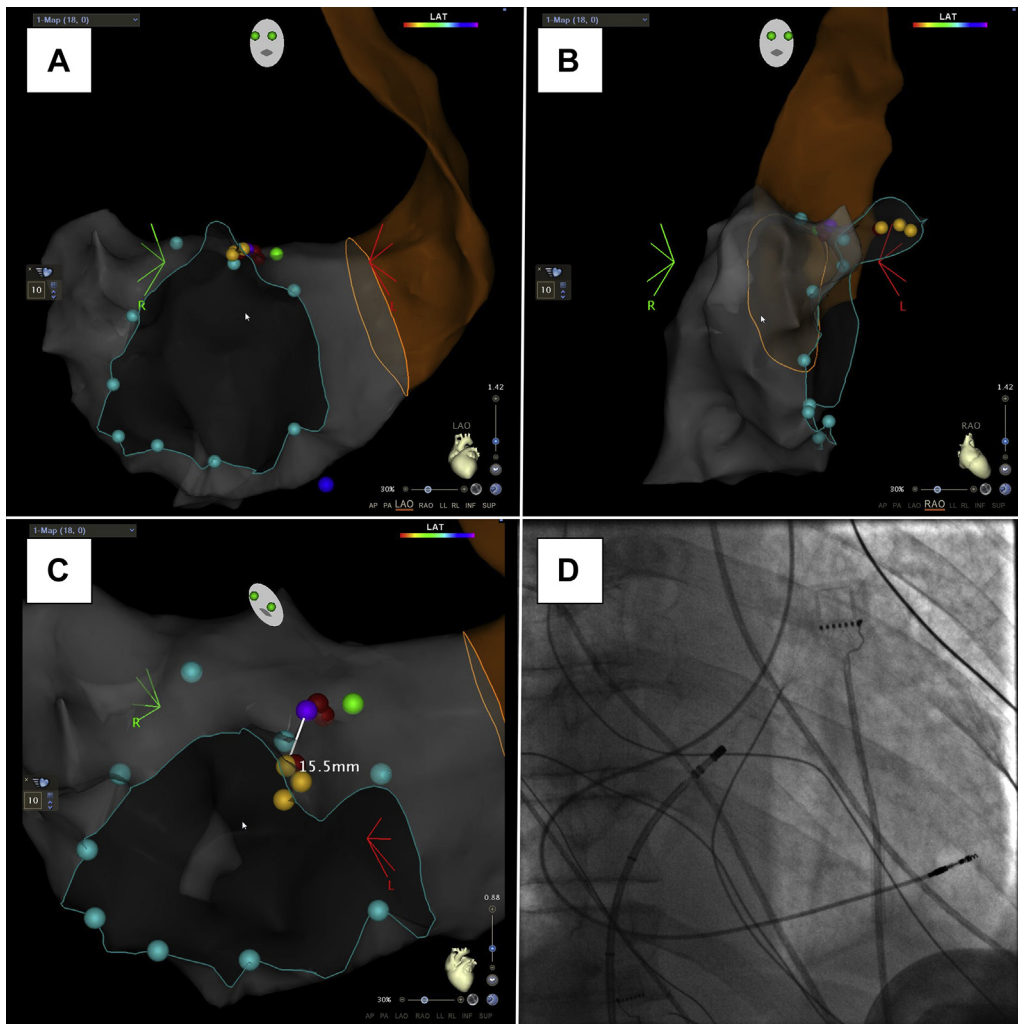 A
1-Map (18, 0)
LAT
10
R
L
1.42
LAO
30%
AP PA LAO RAO LL RL INF SUP
B
1-Map (18, 0)
LAT
10
R
L
1.42
RAO
30%
AP PA LAO RAO LL RL INF SUP
C
1-Map (18, 0)
LAT
10
R
15.5mm
L
0.88
30%
AP PA LAO RAO LL RL INF SUP
D